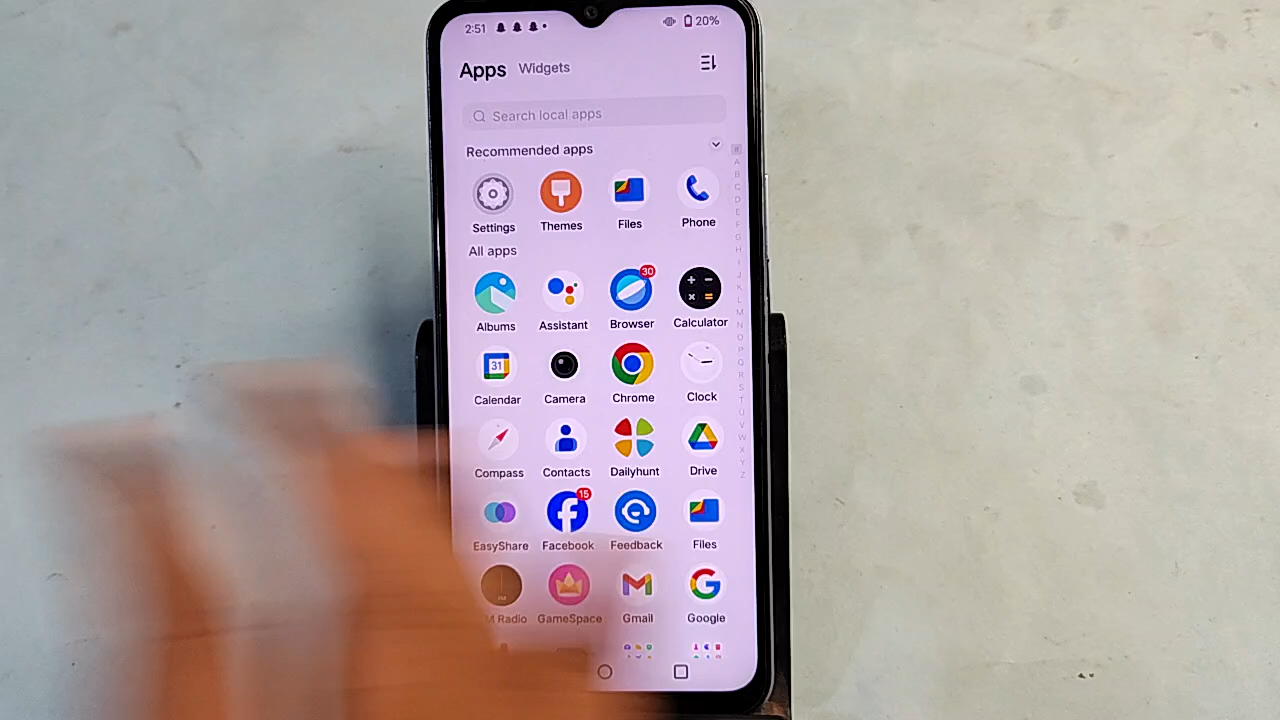 2:51 20%
Apps Widgets
Search local apps
Recommended apps
Settings Themes Files Phone
All apps
30
Albums Assistant Browser Calculator
31
Calendar Camera Chrome Clock
Compass Contacts Dailyhunt Drive
15
EasyShare Facebook Feedback Files
FM
M Radio GameSpace Gmail Google
#
A
B
C
D
E
F
G
H
I
J
K
L
M
N
O
P
Q
R
S
T
U
V
W
X
Y
Z